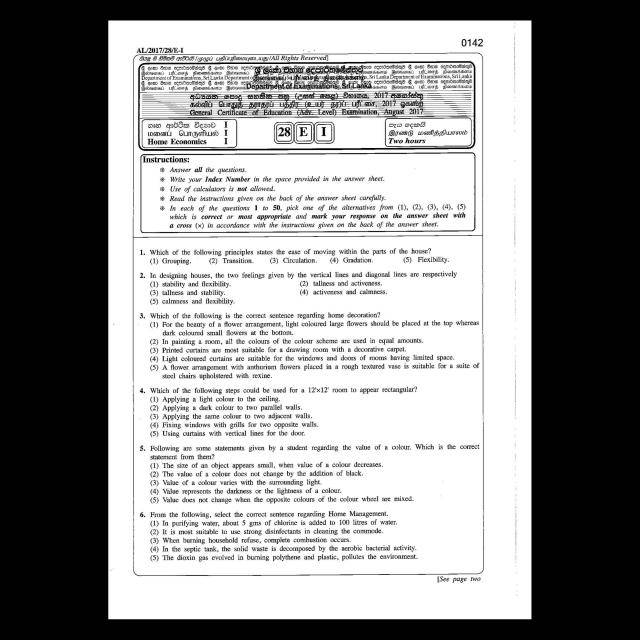 0142
AL/2017/28/E-I
All Rights Reserved
Department of Examinations, Sri Lanka
අධ්‍යයන පොදු සහතික පත්‍ර (උසස් පෙළ) විභාගය, 2017 අගෝස්තු
கல்விப் பொதுத் தராதரப் பத்திர (உயர் தர)ப் பரீட்சை, 2017 ஓகஸ்ற்
General Certificate of Education (Adv. Level) Examination, August 2017
ගෘහ ආර්ථික විද්‍යාව I
மனைப் பொருளியல் I
Home Economics I
28 E I
පැය දෙකයි
இரண்டு மணித்தியாலம்
Two hours
Instructions:
* Answer all the questions.
* Write your Index Number in the space provided in the answer sheet.
* Use of calculators is not allowed.
* Read the instructions given on the back of the answer sheet carefully.
* In each of the questions 1 to 50, pick one of the alternatives from (1), (2), (3), (4), (5)
which is correct or most appropriate and mark your response on the answer sheet with
a cross (×) in accordance with the instructions given on the back of the answer sheet.
1. Which of the following principles states the ease of moving within the parts of the house?
(1) Grouping. (2) Transition. (3) Circulation. (4) Gradation. (5) Flexibility.
2. In designing houses, the two feelings given by the vertical lines and diagonal lines are respectively
(1) stability and flexibility. (2) tallness and activeness.
(3) tallness and stability. (4) activeness and calmness.
(5) calmness and flexibility.
3. Which of the following is the correct sentence regarding home decoration?
(1) For the beauty of a flower arrangement, light coloured large flowers should be placed at the top whereas
dark coloured small flowers at the bottom.
(2) In painting a room, all the colours of the colour scheme are used in equal amounts.
(3) Printed curtains are most suitable for a drawing room with a decorative carpet.
(4) Light coloured curtains are suitable for the windows and doors of rooms having limited space.
(5) A flower arrangement with anthorium flowers placed in a rough textured vase is suitable for a suite of
steel chairs upholstered with rexine.
4. Which of the following steps could be used for a 12'×12' room to appear rectangular?
(1) Applying a light colour to the ceiling.
(2) Applying a dark colour to two parallel walls.
(3) Applying the same colour to two adjacent walls.
(4) Fixing windows with grills for two opposite walls.
(5) Using curtains with vertical lines for the door.
5. Following are some statements given by a student regarding the value of a colour. Which is the correct
statement from them?
(1) The size of an object appears small, when value of a colour decreases.
(2) The value of a colour does not change by the addition of black.
(3) Value of a colour varies with the surrounding light.
(4) Value represents the darkness or the lightness of a colour.
(5) Value does not change when the opposite colours of the colour wheel are mixed.
6. From the following, select the correct sentence regarding Home Management.
(1) In purifying water, about 5 gms of chlorine is added to 100 litres of water.
(2) It is most suitable to use strong disinfectants in cleaning the commode.
(3) When burning household refuse, complete combustion occurs.
(4) In the septic tank, the solid waste is decomposed by the aerobic bacterial activity.
(5) The dioxin gas evolved in burning polythene and plastic, pollutes the environment.
[See page two